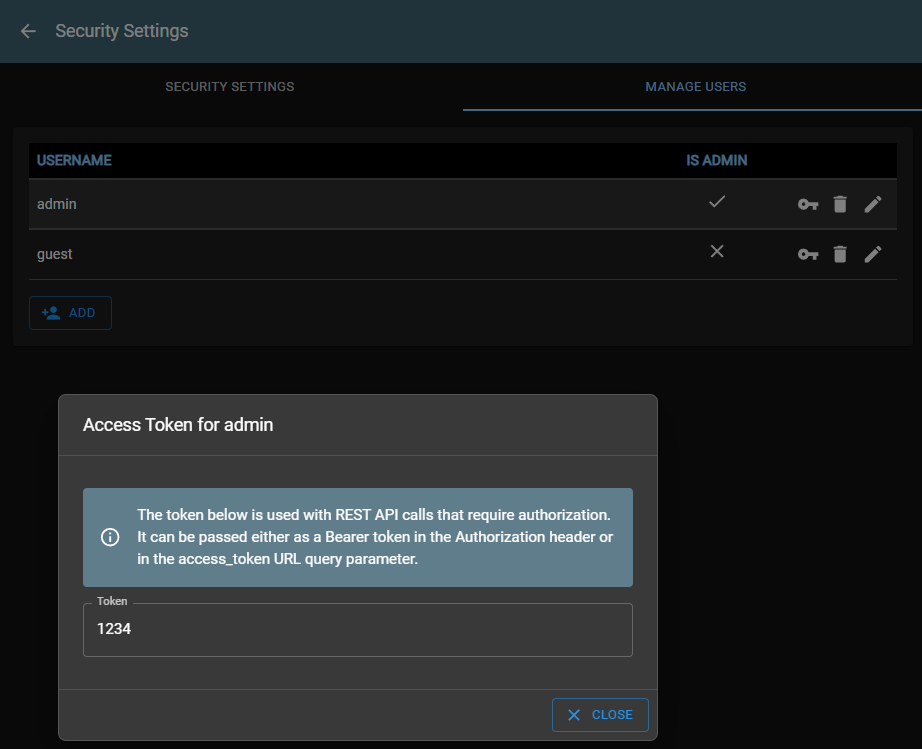 Security Settings
SECURITY SETTINGS
MANAGE USERS
USERNAME IS ADMIN
admin
guest
ADD
Access Token for admin
The token below is used with REST API calls that require authorization.
It can be passed either as a Bearer token in the Authorization header or
in the access_token URL query parameter.
Token
1234
CLOSE